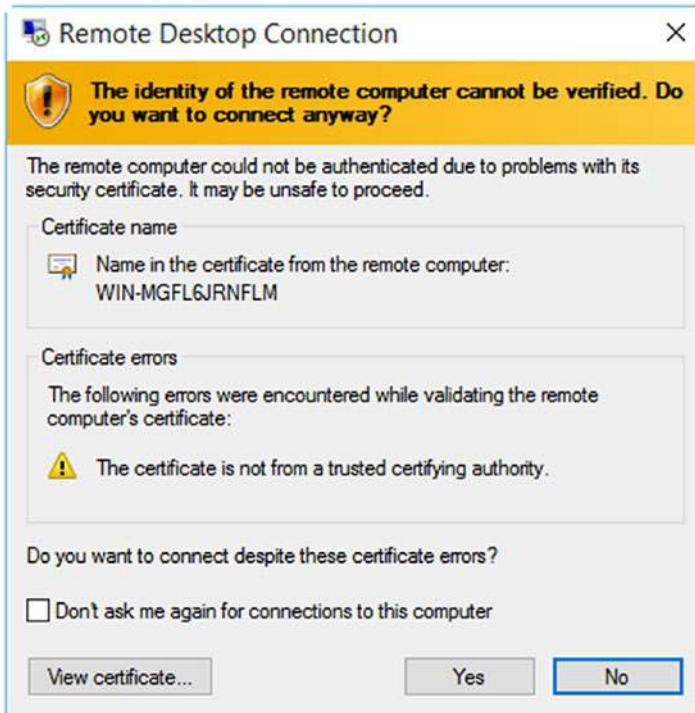 Remote Desktop Connection
The identity of the remote computer cannot be verified. Do
you want to connect anyway?
The remote computer could not be authenticated due to problems with its
security certificate. It may be unsafe to proceed.
Certificate name
Name in the certificate from the remote computer:
WIN-MGFL6JRNFLM
Certificate errors
The following errors were encountered while validating the remote
computer's certificate:
The certificate is not from a trusted certifying authority.
Do you want to connect despite these certificate errors?
Don't ask me again for connections to this computer
View certificate...
Yes
No